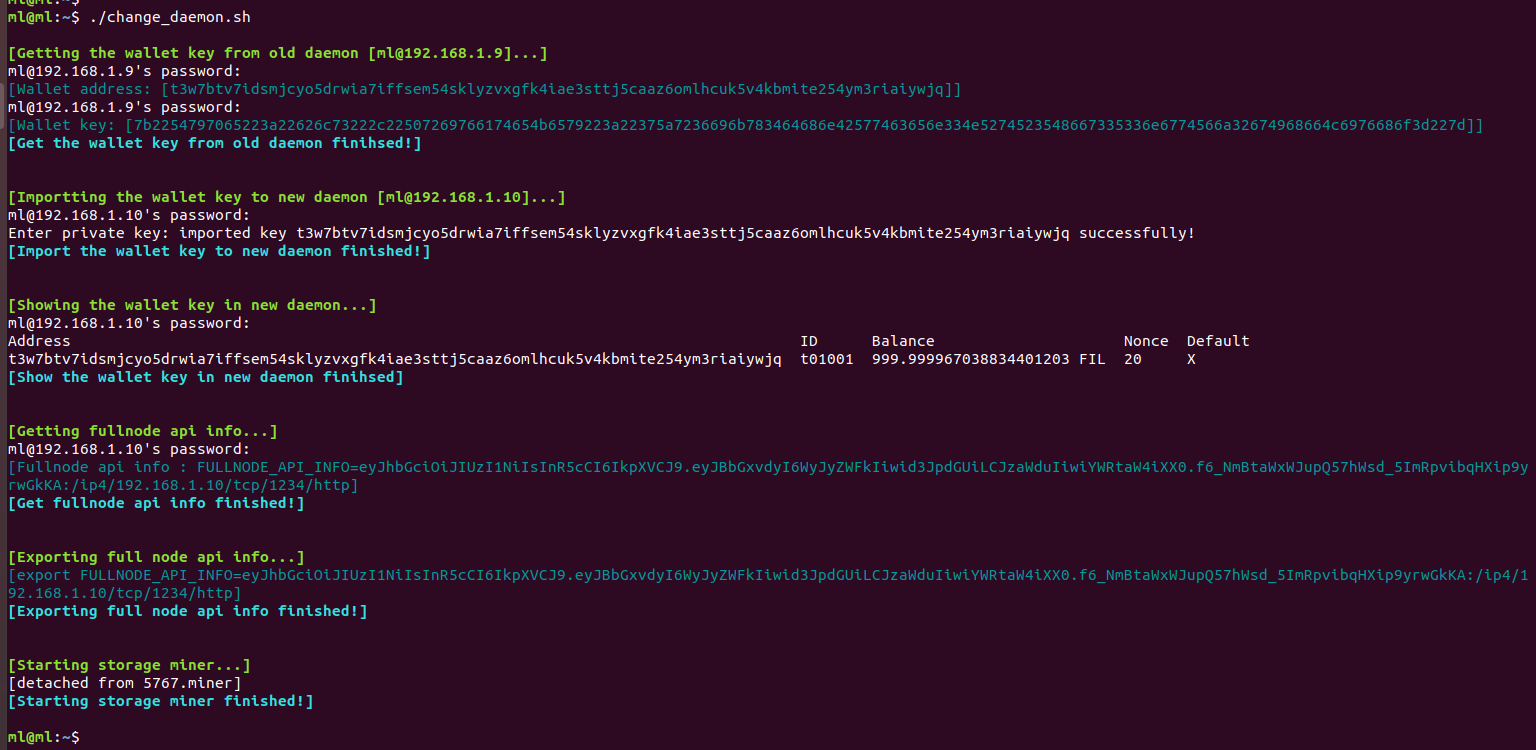 ml@ml:~$ ./change_daemon.sh
[Getting the wallet key from old daemon [ml@192.168.1.9]...]
ml@192.168.1.9's password:
[Wallet address: [t3w7btv7idsmjcyo5drwia7iffsem54sklyzvxgfk4iae3sttj5caaz6omlhcuk5v4kbmite254ym3riaiywjq]]
ml@192.168.1.9's password:
[Wallet key: [7b2254797065223a22626c73222c22507269766174654b6579223a22375a7236696b783464686e42577463656e334e5274523548667335336e6774566a32674968664c6976686f3d227d]]
[Get the wallet key from old daemon finihsed!]
[Importting the wallet key to new daemon [ml@192.168.1.10]...]
ml@192.168.1.10's password:
Enter private key: imported key t3w7btv7idsmjcyo5drwia7iffsem54sklyzvxgfk4iae3sttj5caaz6omlhcuk5v4kbmite254ym3riaiywjq successfully!
[Import the wallet key to new daemon finished!]
[Showing the wallet key in new daemon...]
ml@192.168.1.10's password:
Address ID Balance Nonce Default
t3w7btv7idsmjcyo5drwia7iffsem54sklyzvxgfk4iae3sttj5caaz6omlhcuk5v4kbmite254ym3riaiywjq t01001 999.999967038834401203 FIL 20 X
[Show the wallet key in new daemon finihsed]
[Getting fullnode api info...]
ml@192.168.1.10's password:
[Fullnode api info : FULLNODE_API_INFO=eyJhbGciOiJIUzI1NiIsInR5cCI6IkpXVCJ9.eyJBbGxvdyI6WyJyZWFkIiwid3JpdGUiLCJzaWduIiwiYWRtaW4iXX0.f6_NmBtaWxWJupQ57hWsd_5ImRpvibqHXip9y
rwGkKA:/ip4/192.168.1.10/tcp/1234/http]
[Get fullnode api info finished!]
[Exporting full node api info...]
[export FULLNODE_API_INFO=eyJhbGciOiJIUzI1NiIsInR5cCI6IkpXVCJ9.eyJBbGxvdyI6WyJyZWFkIiwid3JpdGUiLCJzaWduIiwiYWRtaW4iXX0.f6_NmBtaWxWJupQ57hWsd_5ImRpvibqHXip9yrwGkKA:/ip4/1
92.168.1.10/tcp/1234/http]
[Exporting full node api info finished!]
[Starting storage miner...]
[detached from 5767.miner]
[Starting storage miner finished!]
ml@ml:~$